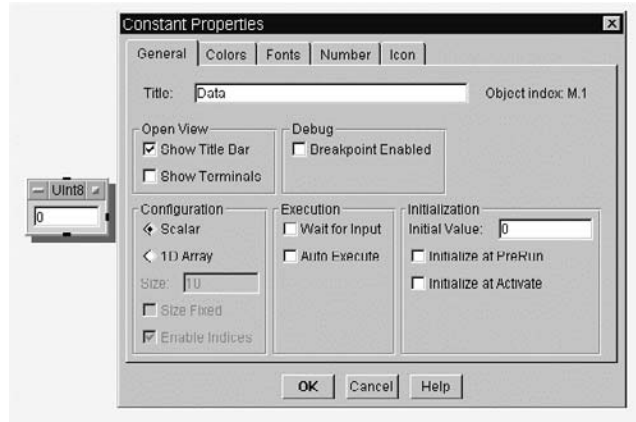 Constant Properties
General Colors Fonts Number Icon
Title: Data Object index: M.1
Open View
Show Title Bar
Show Terminals
Debug
Breakpoint Enabled
UInt8
0
Configuration
Scalar
1D Array
Size: 10
Size Fixed
Enable Indices
Execution
Wait for Input
Auto Execute
Initialization
Initial Value: 0
Initialize at PreRun
Initialize at Activate
OK Cancel Help